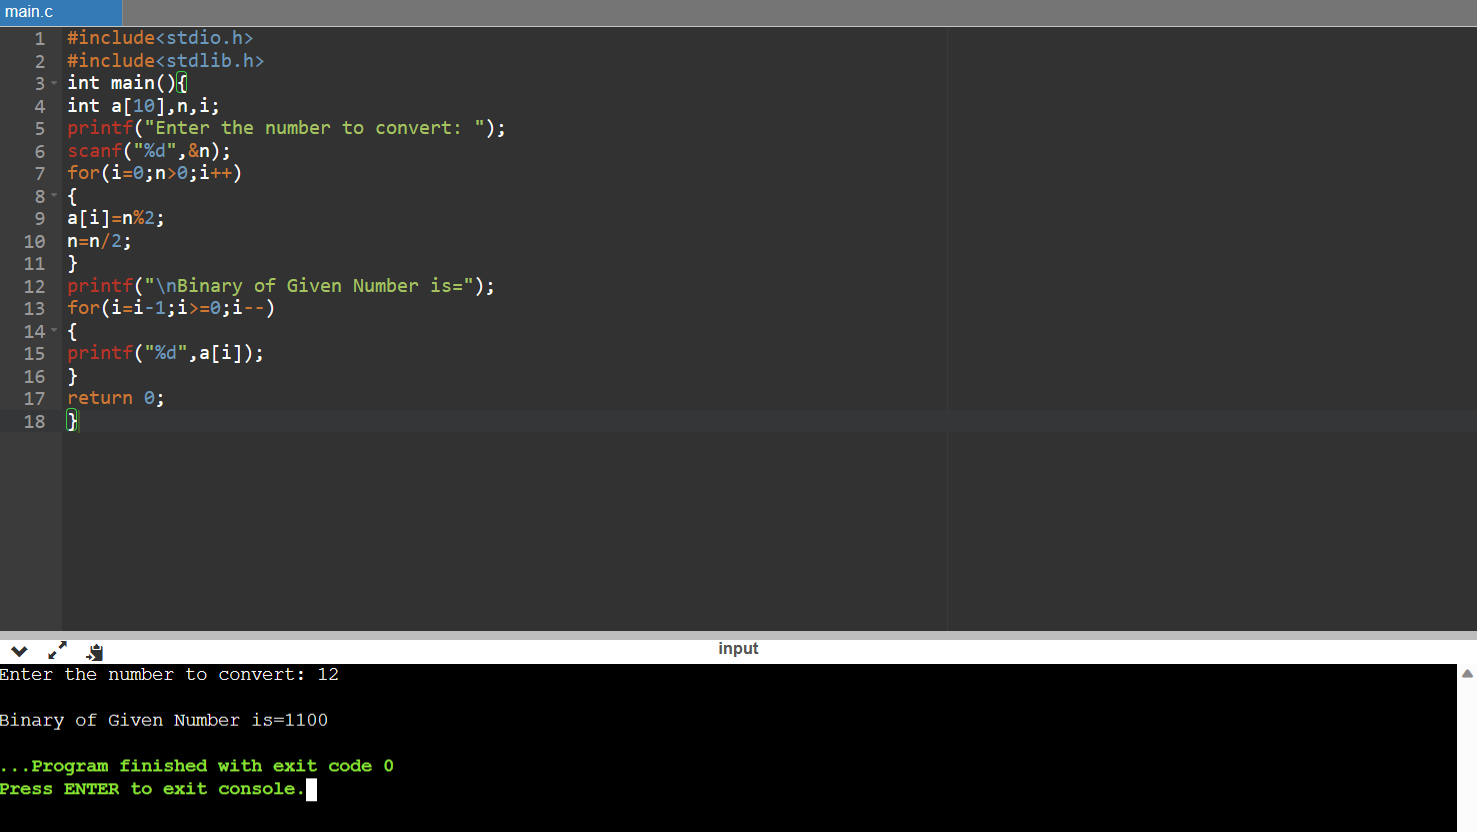 main.c
1 #include<stdio.h>
2 #include<stdlib.h>
3 int main(){
4 int a[10],n,i;
5 printf("Enter the number to convert: ");
6 scanf("%d",&n);
7 for(i=0;n>0;i++)
8 {
9 a[i]=n%2;
10 n=n/2;
11 }
12 printf("\nBinary of Given Number is=");
13 for(i=i-1;i>=0;i--)
14 {
15 printf("%d",a[i]);
16 }
17 return 0;
18 }
input
Enter the number to convert: 12
Binary of Given Number is=1100
...Program finished with exit code 0
Press ENTER to exit console.